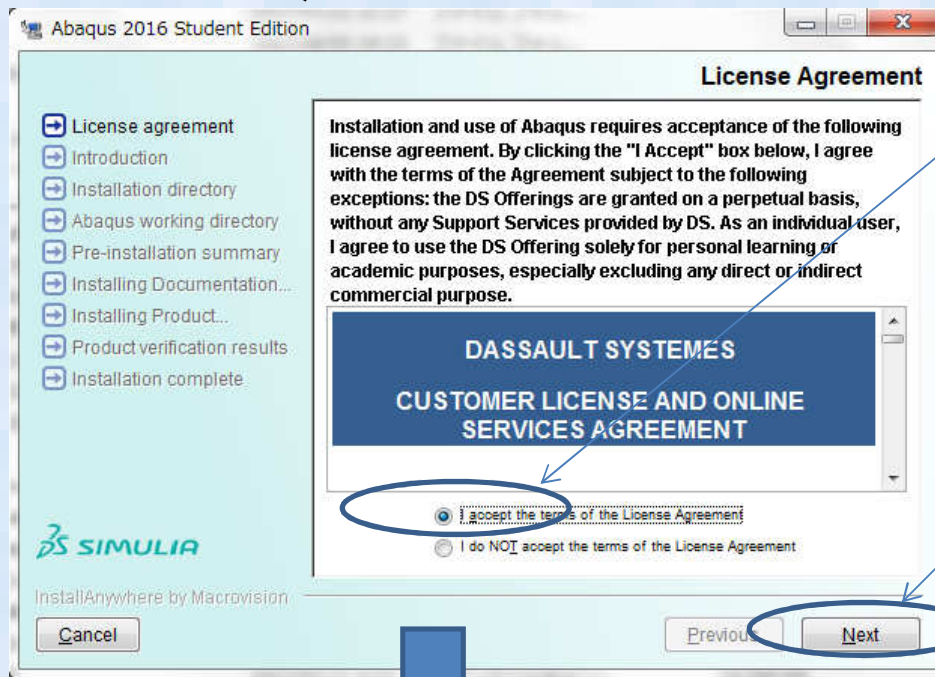 Abaqus 2016 Student Edition
License Agreement
License agreement
Introduction
Installation directory
Abaqus working directory
Pre-installation summary
Installing Documentation...
Installing Product...
Product verification results
Installation complete
Installation and use of Abaqus requires acceptance of the following
license agreement. By clicking the "I Accept" box below, I agree
with the terms of the Agreement subject to the following
exceptions: the DS Offerings are granted on a perpetual basis,
without any Support Services provided by DS. As an individual user,
I agree to use the DS Offering solely for personal learning or
academic purposes, especially excluding any direct or indirect
commercial purpose.
DASSAULT SYSTEMES
CUSTOMER LICENSE AND ONLINE
SERVICES AGREEMENT
I accept the terms of the License Agreement
I do NOT accept the terms of the License Agreement
SIMULIA
InstallAnywhere by Macrovision
Cancel
Previous
Next